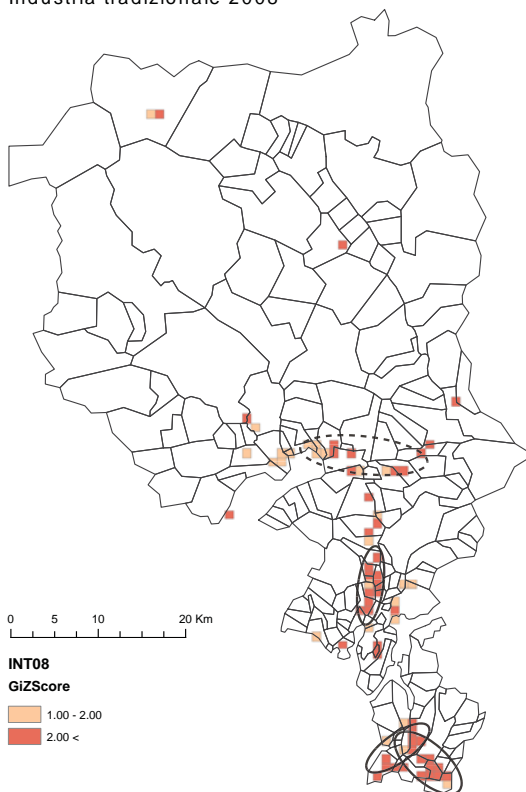 Industria tradizionale 2008
0 5 10 20 Km
INT08
GiZScore
1.00 - 2.00
2.00 <